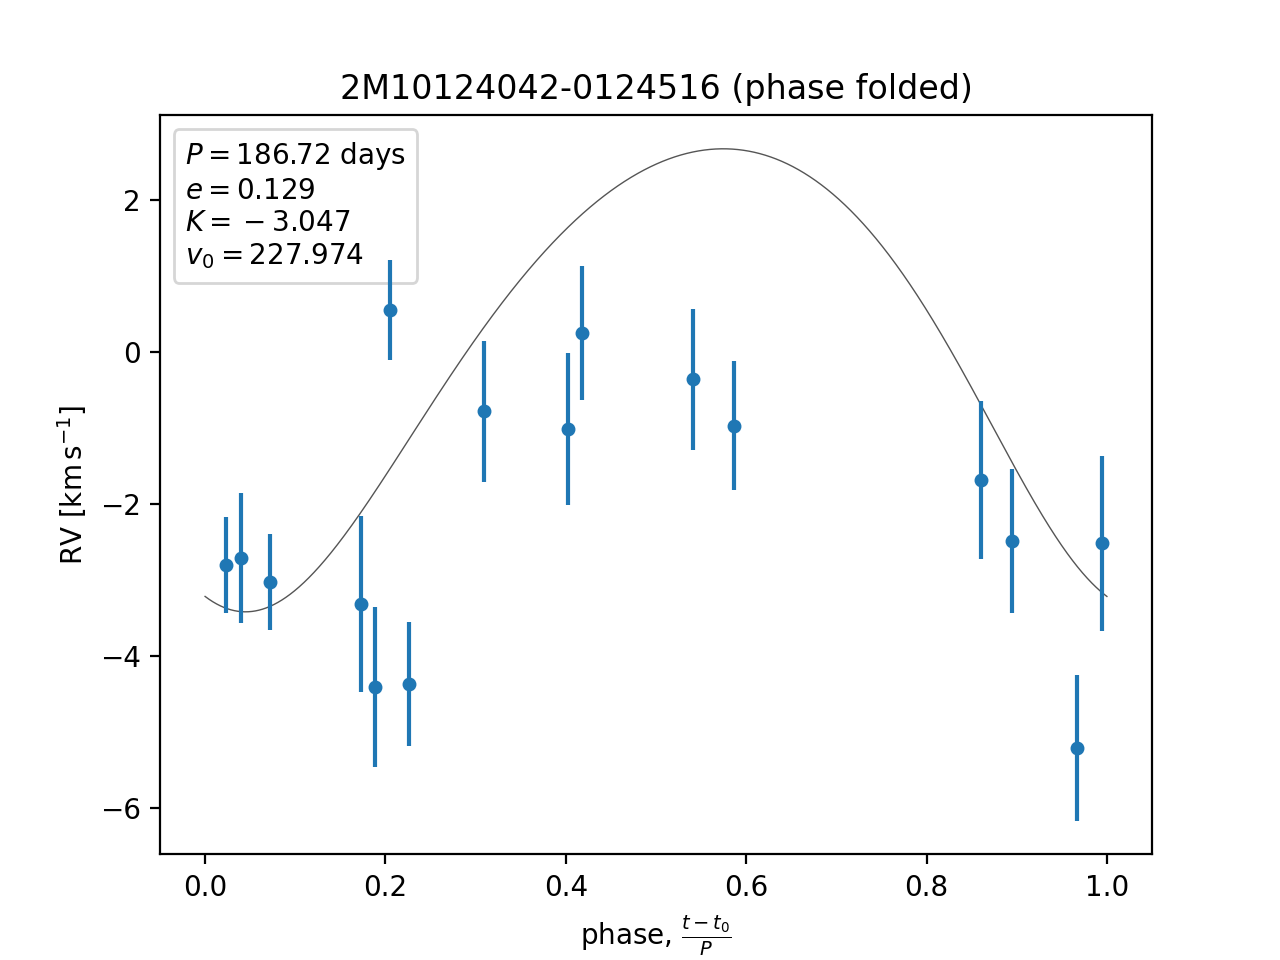 2M10124042-0124516 (phase folded)
P = 186.72 days
e = 0.129
K = −3.047
v₀ = 227.974
2
0
−2
−4
−6
RV [km s⁻¹]
0.0 0.2 0.4 0.6 0.8 1.0
phase, (t − t₀)/P